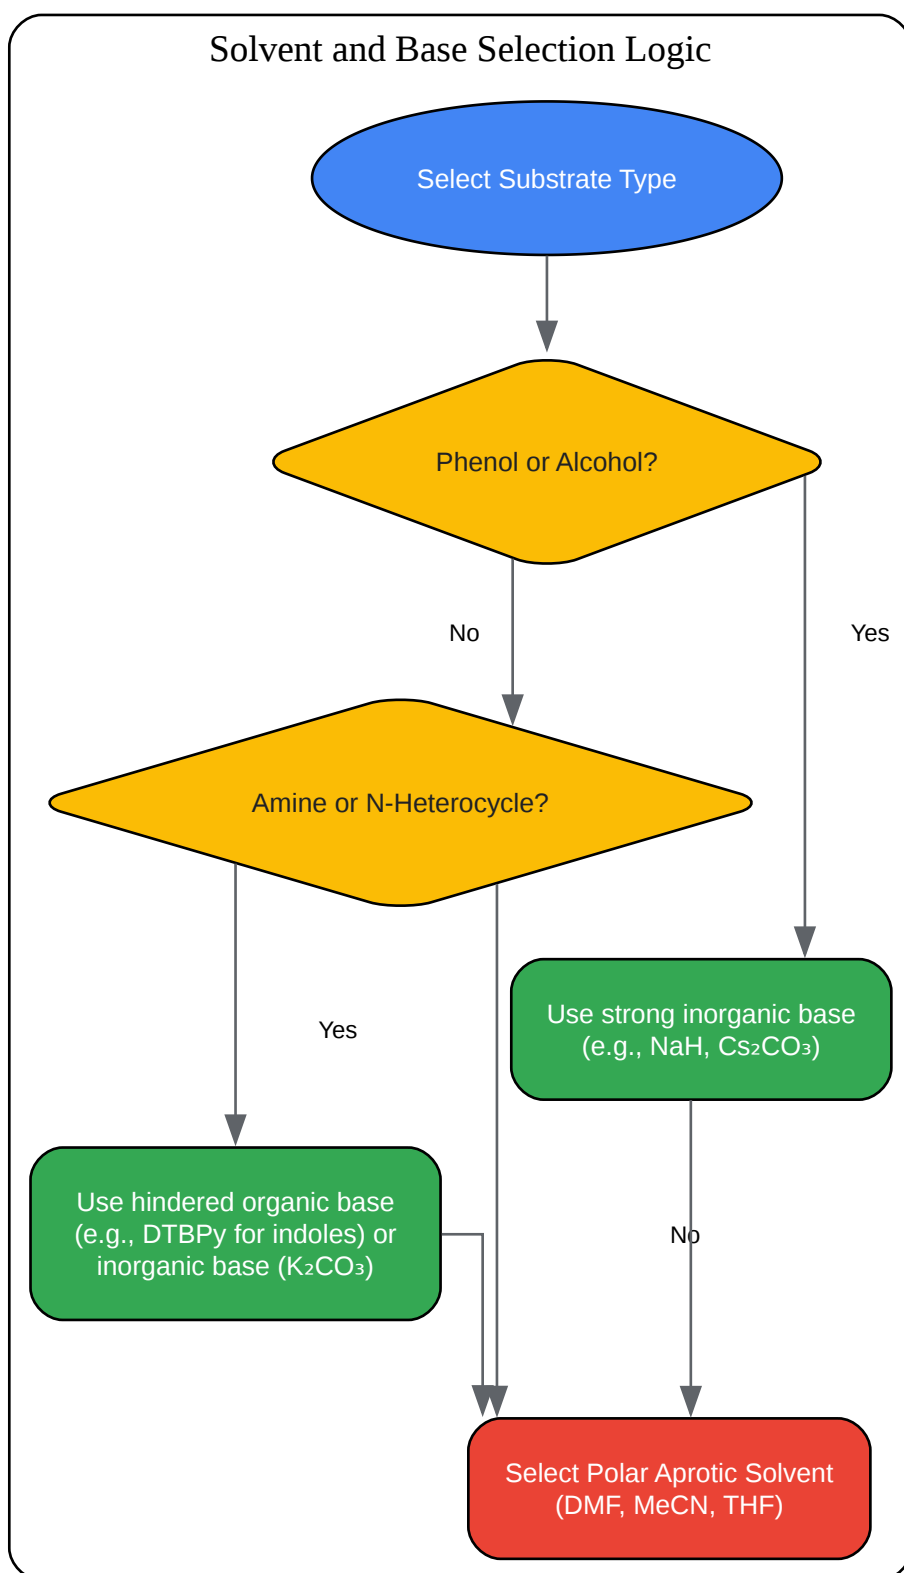 Solvent and Base Selection Logic
Select Substrate Type
Phenol or Alcohol?
No
Yes
Amine or N-Heterocycle?
Use strong inorganic base
(e.g., NaH, Cs₂CO₃)
Yes
Use hindered organic base
(e.g., DTBPy for indoles) or
inorganic base (K₂CO₃)
No
Select Polar Aprotic Solvent
(DMF, MeCN, THF)